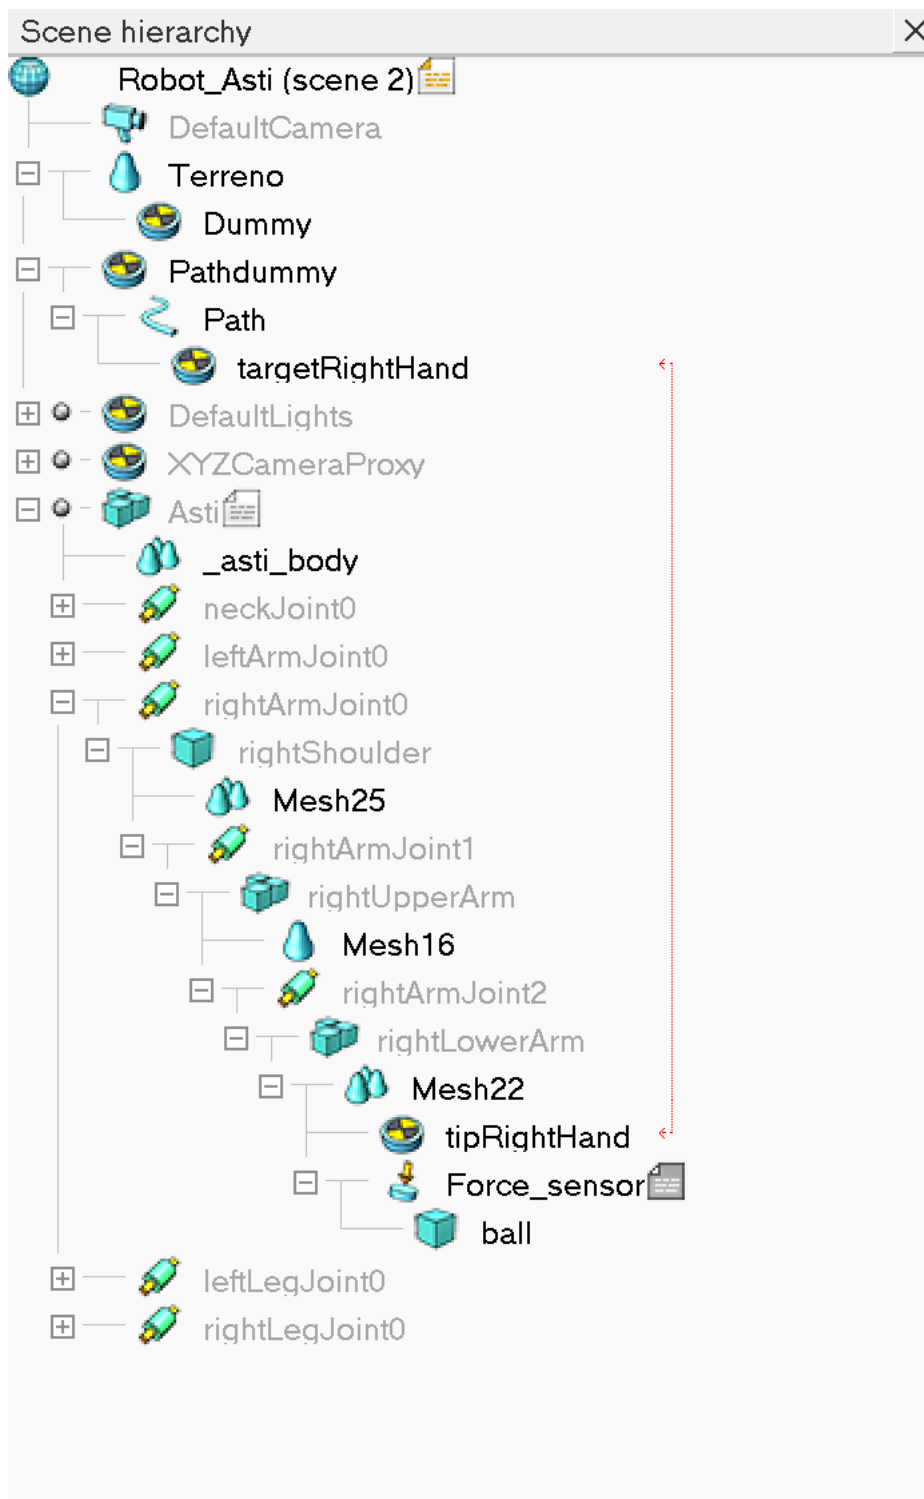 Scene hierarchy
Robot_Asti (scene 2)
DefaultCamera
Terreno
Dummy
Pathdummy
Path
targetRightHand
DefaultLights
XYZCameraProxy
Asti
_asti_body
neckJoint0
leftArmJoint0
rightArmJoint0
rightShoulder
Mesh25
rightArmJoint1
rightUpperArm
Mesh16
rightArmJoint2
rightLowerArm
Mesh22
tipRightHand
Force_sensor
ball
leftLegJoint0
rightLegJoint0